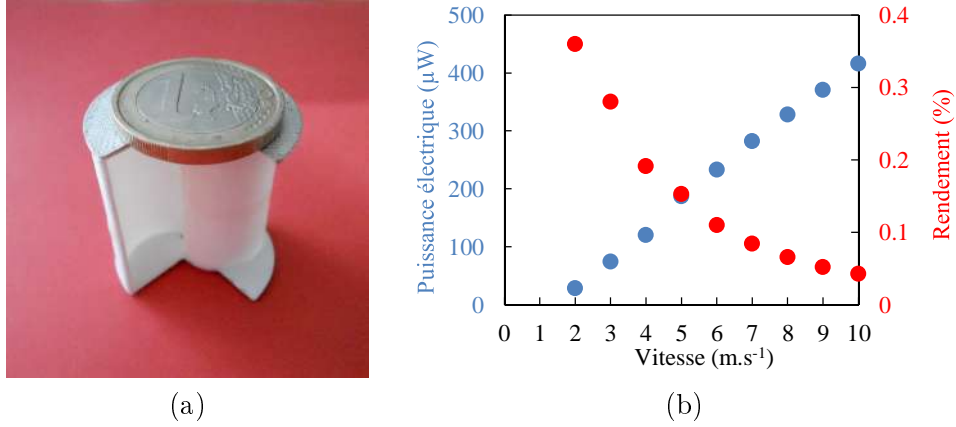 500
400
300
200
100
0
Puissance électrique (µW)
0.4
0.3
0.2
0.1
0
Rendement (%)
0 1 2 3 4 5 6 7 8 9 10
Vitesse (m.s⁻¹)
(a)
(b)